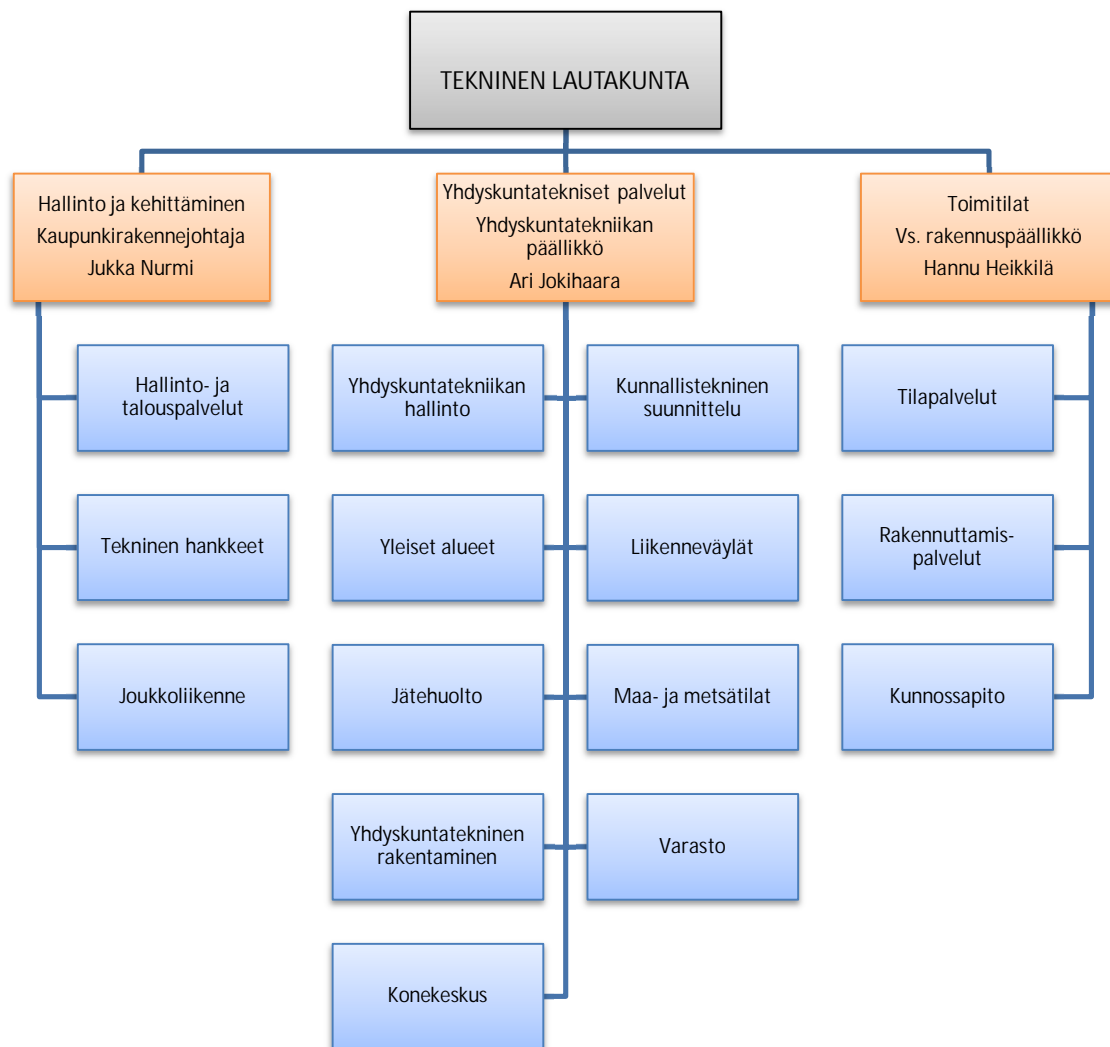 TEKNINEN LAUTAKUNTA
Hallinto ja kehittäminen
Kaupunkirakennejohtaja
Jukka Nurmi
Yhdyskuntatekniset palvelut
Yhdyskuntatekniikan
päällikkö
Ari Jokihaara
Toimitilat
Vs. rakennuspäällikkö
Hannu Heikkilä
Hallinto- ja
talouspalvelut
Tekninen hankkeet
Joukkoliikenne
Yhdyskuntatekniikan
hallinto
Kunnallistekninen
suunnittelu
Yleiset alueet
Liikenneväylät
Jätehuolto
Maa- ja metsätilat
Yhdyskuntatekninen
rakentaminen
Varasto
Konekeskus
Tilapalvelut
Rakennuttamis-
palvelut
Kunnossapito